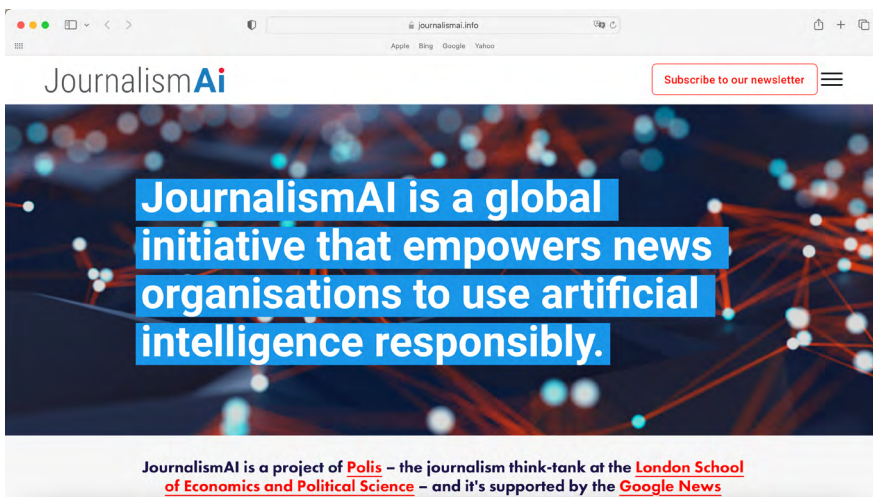 journalismai.info
Apple Bing Google Yahoo
JournalismAi
Subscribe to our newsletter
JournalismAI is a global
initiative that empowers news
organisations to use artificial
intelligence responsibly.
JournalismAI is a project of Polis – the journalism think-tank at the London School
of Economics and Political Science – and it's supported by the Google News